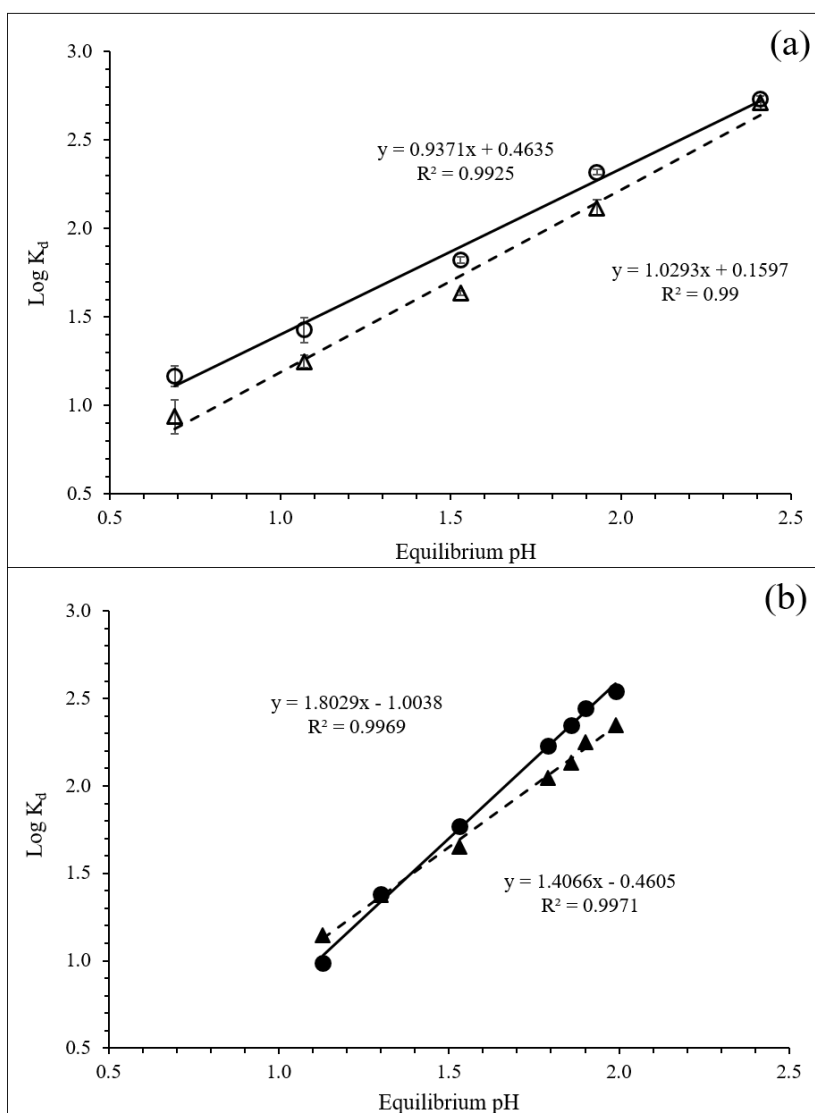 (a)
3.0
2.5
2.0
1.5
1.0
0.5
Log K_d
y = 0.9371x + 0.4635
R² = 0.9925
y = 1.0293x + 0.1597
R² = 0.99
0.5 1.0 1.5 2.0 2.5
Equilibrium pH
(b)
3.0
2.5
2.0
1.5
1.0
0.5
Log K_d
y = 1.8029x - 1.0038
R² = 0.9969
y = 1.4066x - 0.4605
R² = 0.9971
0.5 1.0 1.5 2.0 2.5
Equilibrium pH